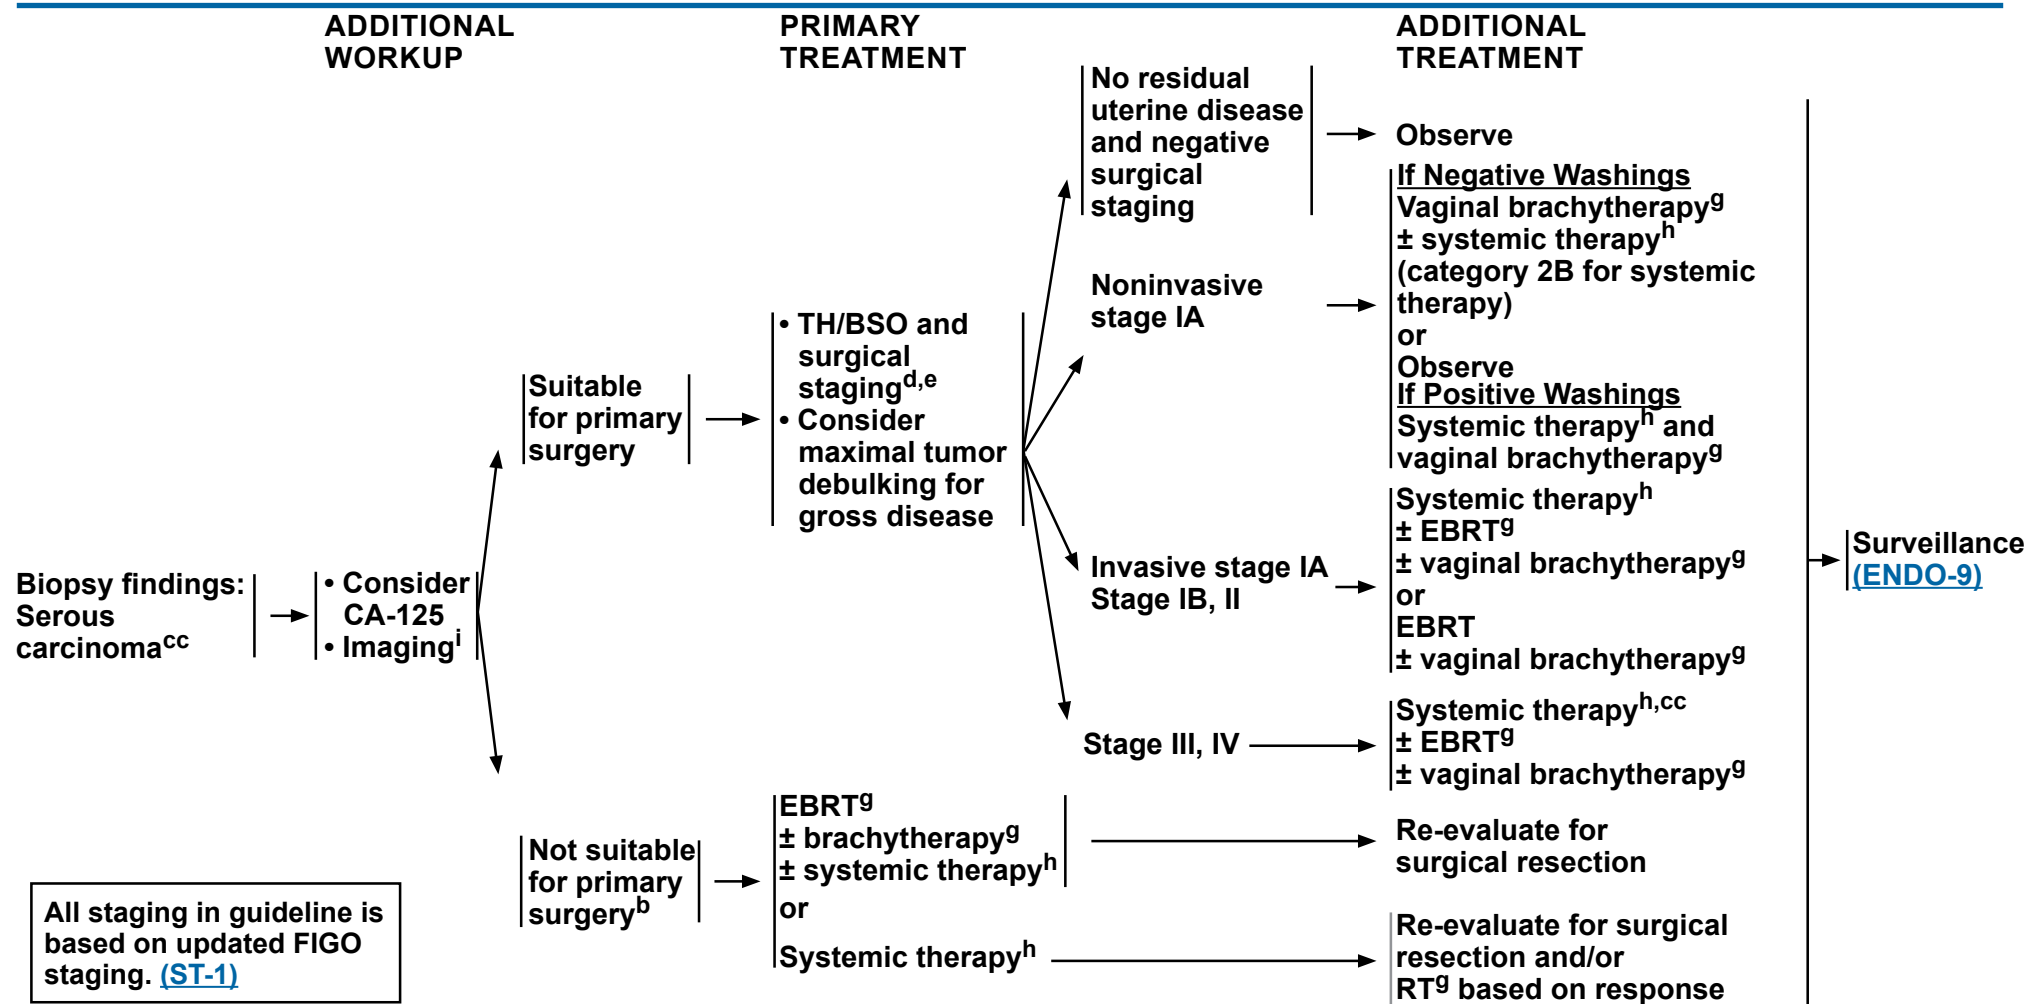 ADDITIONAL
WORKUP
PRIMARY
TREATMENT
ADDITIONAL
TREATMENT
Biopsy findings:
Serous
carcinomacc
• Consider
CA-125
• Imagingi
Suitable
for primary
surgery
• TH/BSO and
surgical
stagingd,e
• Consider
maximal tumor
debulking for
gross disease
No residual
uterine disease
and negative
surgical
staging
Observe
Noninvasive
stage IA
If Negative Washings
Vaginal brachytherapyg
± systemic therapyh
(category 2B for systemic
therapy)
or
Observe
If Positive Washings
Systemic therapyh and
vaginal brachytherapyg
Invasive stage IA
Stage IB, II
Systemic therapyh
± EBRTg
± vaginal brachytherapyg
or
EBRT
± vaginal brachytherapyg
Stage III, IV
Systemic therapyh,cc
± EBRTg
± vaginal brachytherapyg
Not suitable
for primary
surgeryb
EBRTg
± brachytherapyg
± systemic therapyh
or
Systemic therapyh
Re-evaluate for
surgical resection
Re-evaluate for surgical
resection and/or
RTg based on response
Surveillance
(ENDO-9)
All staging in guideline is
based on updated FIGO
staging. (ST-1)